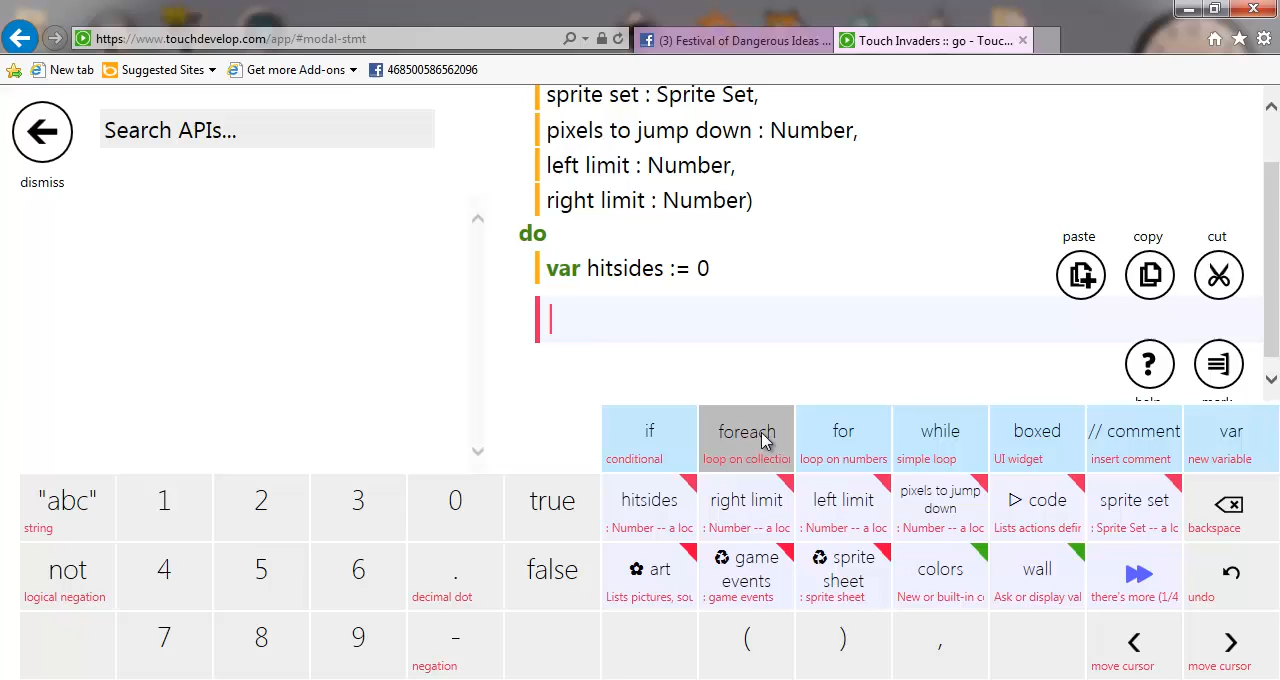 https://www.touchdevelop.com/app/#modal-stmt
(3) Festival of Dangerous Ideas ...
Touch Invaders :: go - Touc...
New tab
Suggested Sites
Get more Add-ons
468500586562096
Search APIs...
dismiss
sprite set : Sprite Set,
pixels to jump down : Number,
left limit : Number,
right limit : Number)
do
var hitsides := 0
paste copy cut
if
conditional
foreach
loop on collection
for
loop on numbers
while
simple loop
boxed
UI widget
// comment
insert comment
var
new variable
"abc"
string
1 2 3 0 true
hitsides
: Number -- a loc
right limit
: Number -- a loc
left limit
: Number -- a loc
pixels to jump down
: Number -- a loc
code
Lists actions defir
sprite set
: Sprite Set -- a lc
backspace
not
logical negation
4 5 6 .
decimal dot
false
art
Lists pictures, sou
game events
: game events
sprite sheet
: sprite sheet
colors
New or built-in c
wall
Ask or display val
there's more (1/4
undo
7 8 9 -
negation
( ) ,
move cursor
move cursor